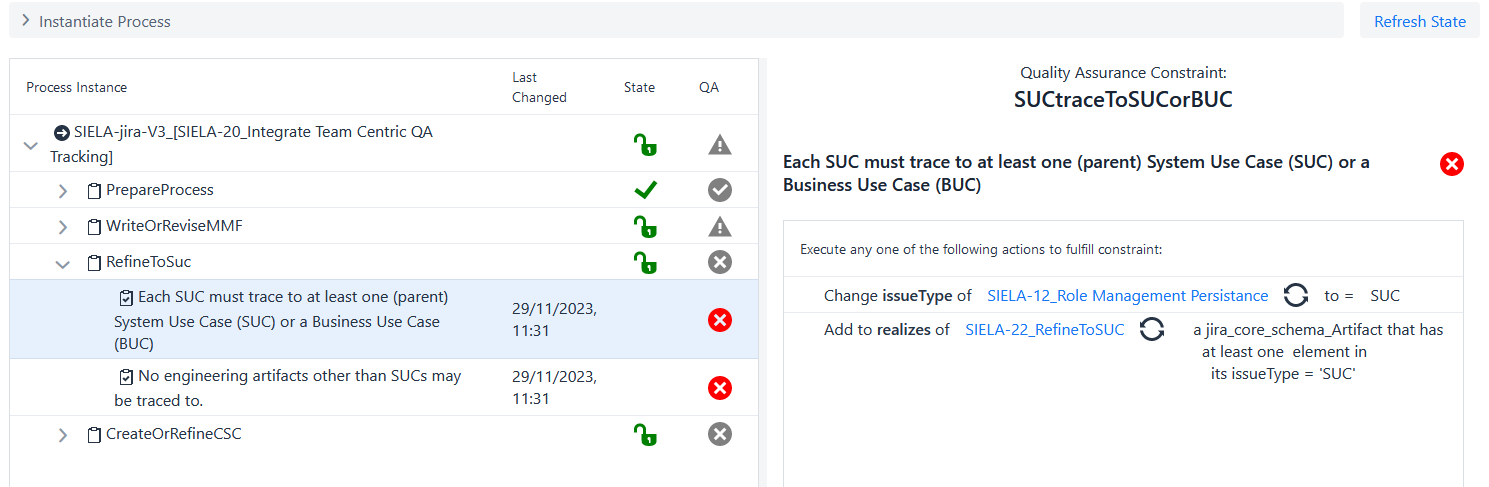 Instantiate Process
Refresh State
Process Instance
Last
Changed
State
QA
SIELA-jira-V3_[SIELA-20_Integrate Team Centric QA
Tracking]
PrepareProcess
WriteOrReviseMMF
RefineToSuc
Each SUC must trace to at least one (parent)
System Use Case (SUC) or a Business Use Case
(BUC)
29/11/2023,
11:31
No engineering artifacts other than SUCs may
be traced to.
29/11/2023,
11:31
CreateOrRefineCSC
Quality Assurance Constraint:
SUCtraceToSUCorBUC
Each SUC must trace to at least one (parent) System Use Case (SUC) or a
Business Use Case (BUC)
Execute any one of the following actions to fulfill constraint:
Change issueType of SIELA-12_Role Management Persistance to = SUC
Add to realizes of SIELA-22_RefineToSUC a jira_core_schema_Artifact that has
at least one element in
its issueType = 'SUC'